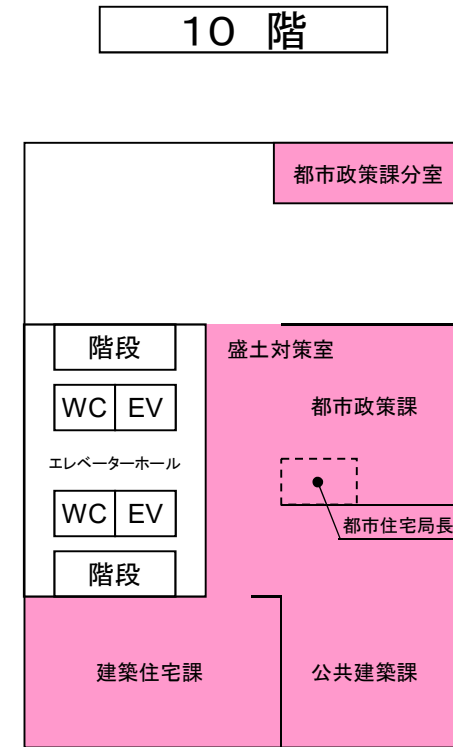 10 階
都市政策課分室
階段
盛土対策室
WC EV
都市政策課
エレベーターホール
WC EV
都市住宅局長
階段
建築住宅課
公共建築課